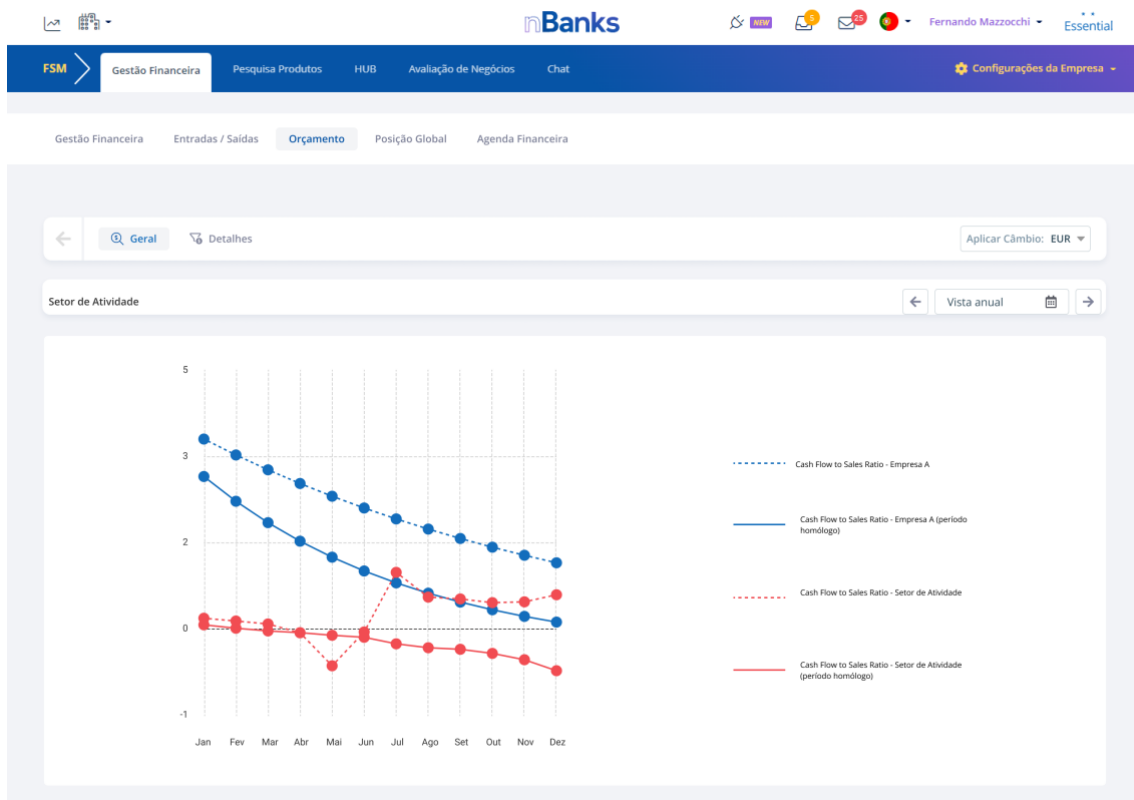 nBanks
NEW
5
25
Fernando Mazzocchi
Essential
FSM
Gestão Financeira
Pesquisa Produtos
HUB
Avaliação de Negócios
Chat
Configurações da Empresa
Gestão Financeira
Entradas / Saídas
Orçamento
Posição Global
Agenda Financeira
Geral
Detalhes
Aplicar Câmbio: EUR
Setor de Atividade
Vista anual
5
3
2
0
-1
Jan Fev Mar Abr Mai Jun Jul Ago Set Out Nov Dez
Cash Flow to Sales Ratio - Empresa A
Cash Flow to Sales Ratio - Empresa A (período
homólogo)
Cash Flow to Sales Ratio - Setor de Atividade
Cash Flow to Sales Ratio - Setor de Atividade
(período homólogo)